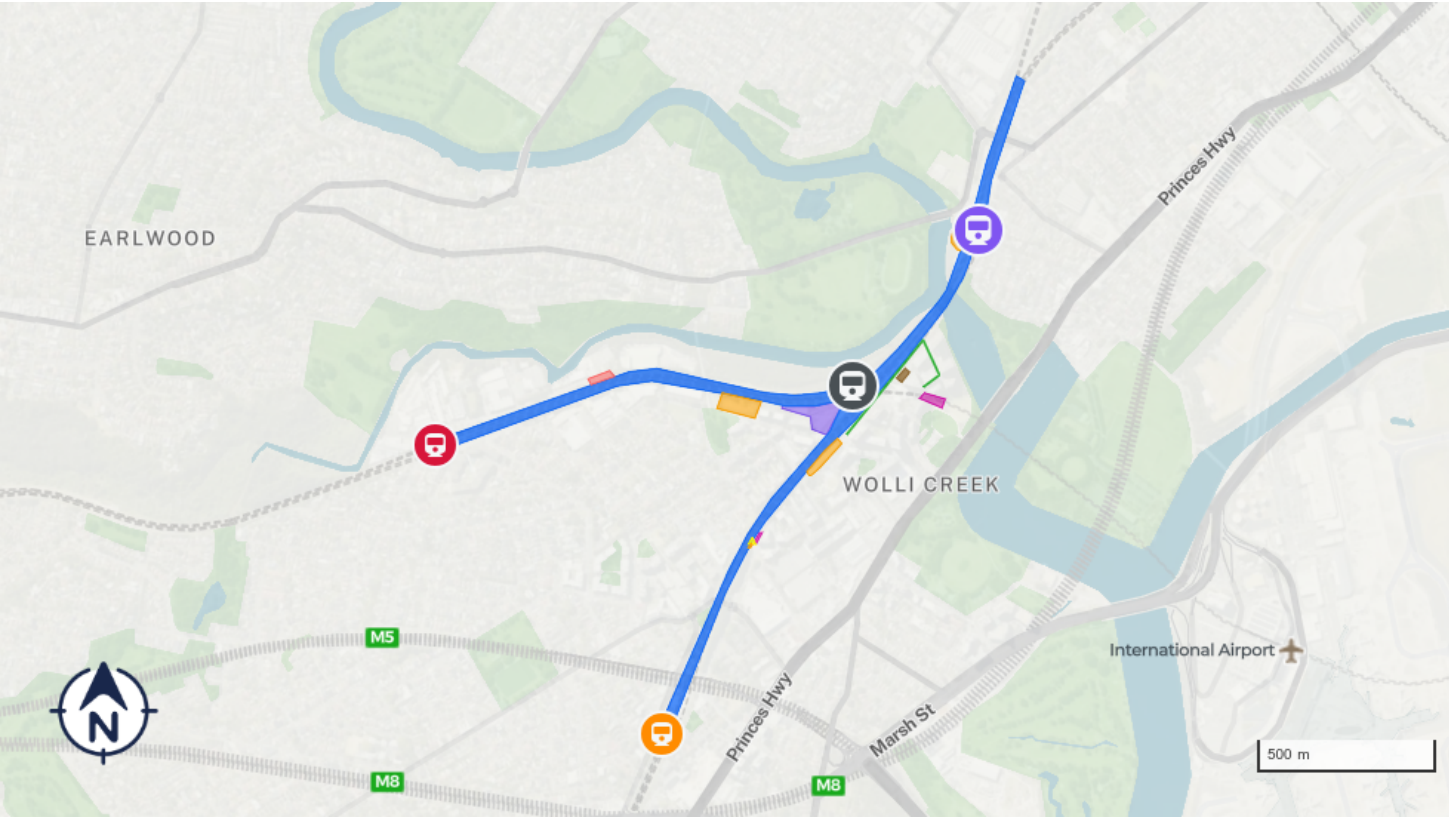 Princes Hwy
EARLWOOD
WOLLI CREEK
M5
International Airport
N
Princes Hwy
Marsh St
500 m
M8
M8